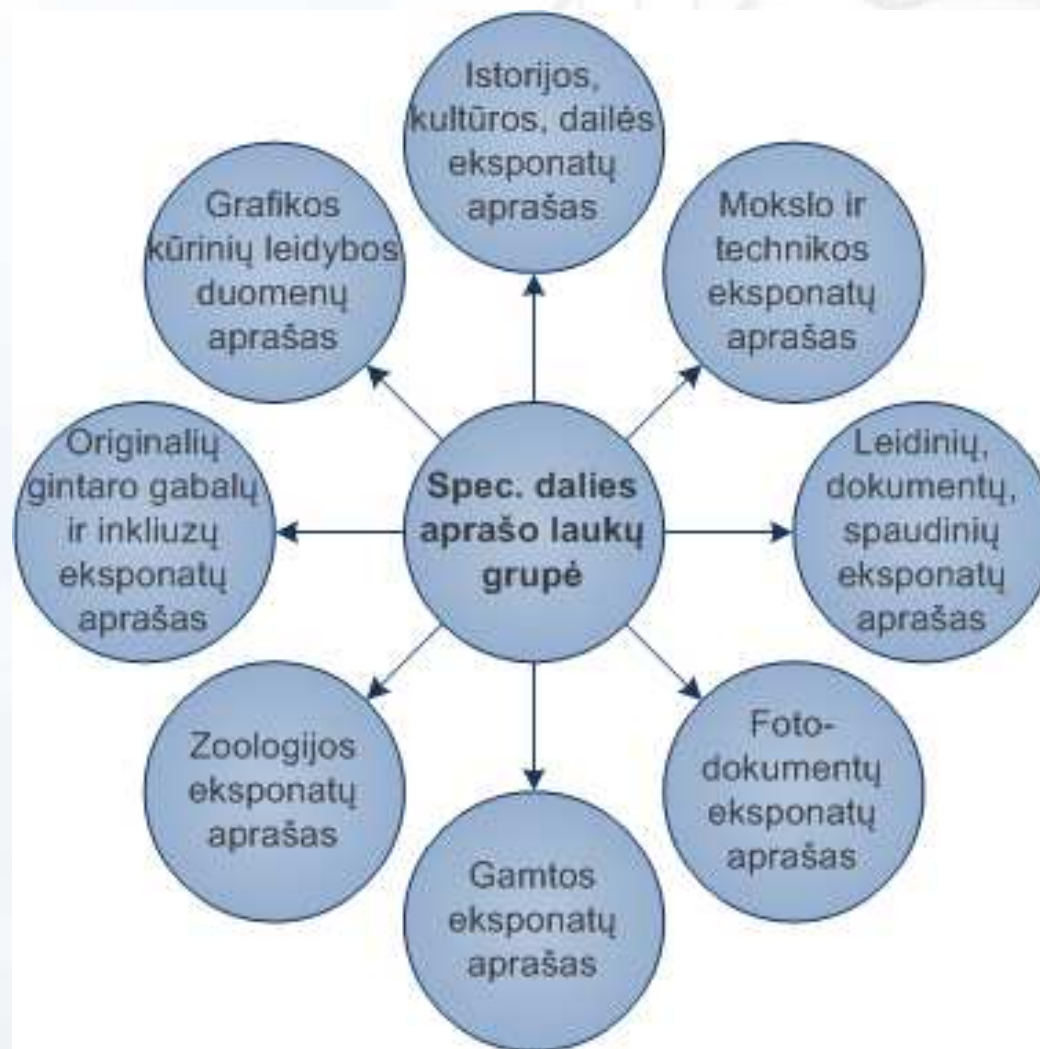 Istorijos,
kultūros, dailės
eksponatų
aprašas
Grafikos
kūrinių leidybos
duomenų
aprašas
Mokslo ir
technikos
eksponatų
aprašas
Originalių
gintaro gabalų
ir inkliuzų
eksponatų
aprašas
Spec. dalies
aprašo laukų
grupė
Leidinių,
dokumentų,
spaudinių
eksponatų
aprašas
Zoologijos
eksponatų
aprašas
Foto-
dokumentų
eksponatų
aprašas
Gamtos
eksponatų
aprašas